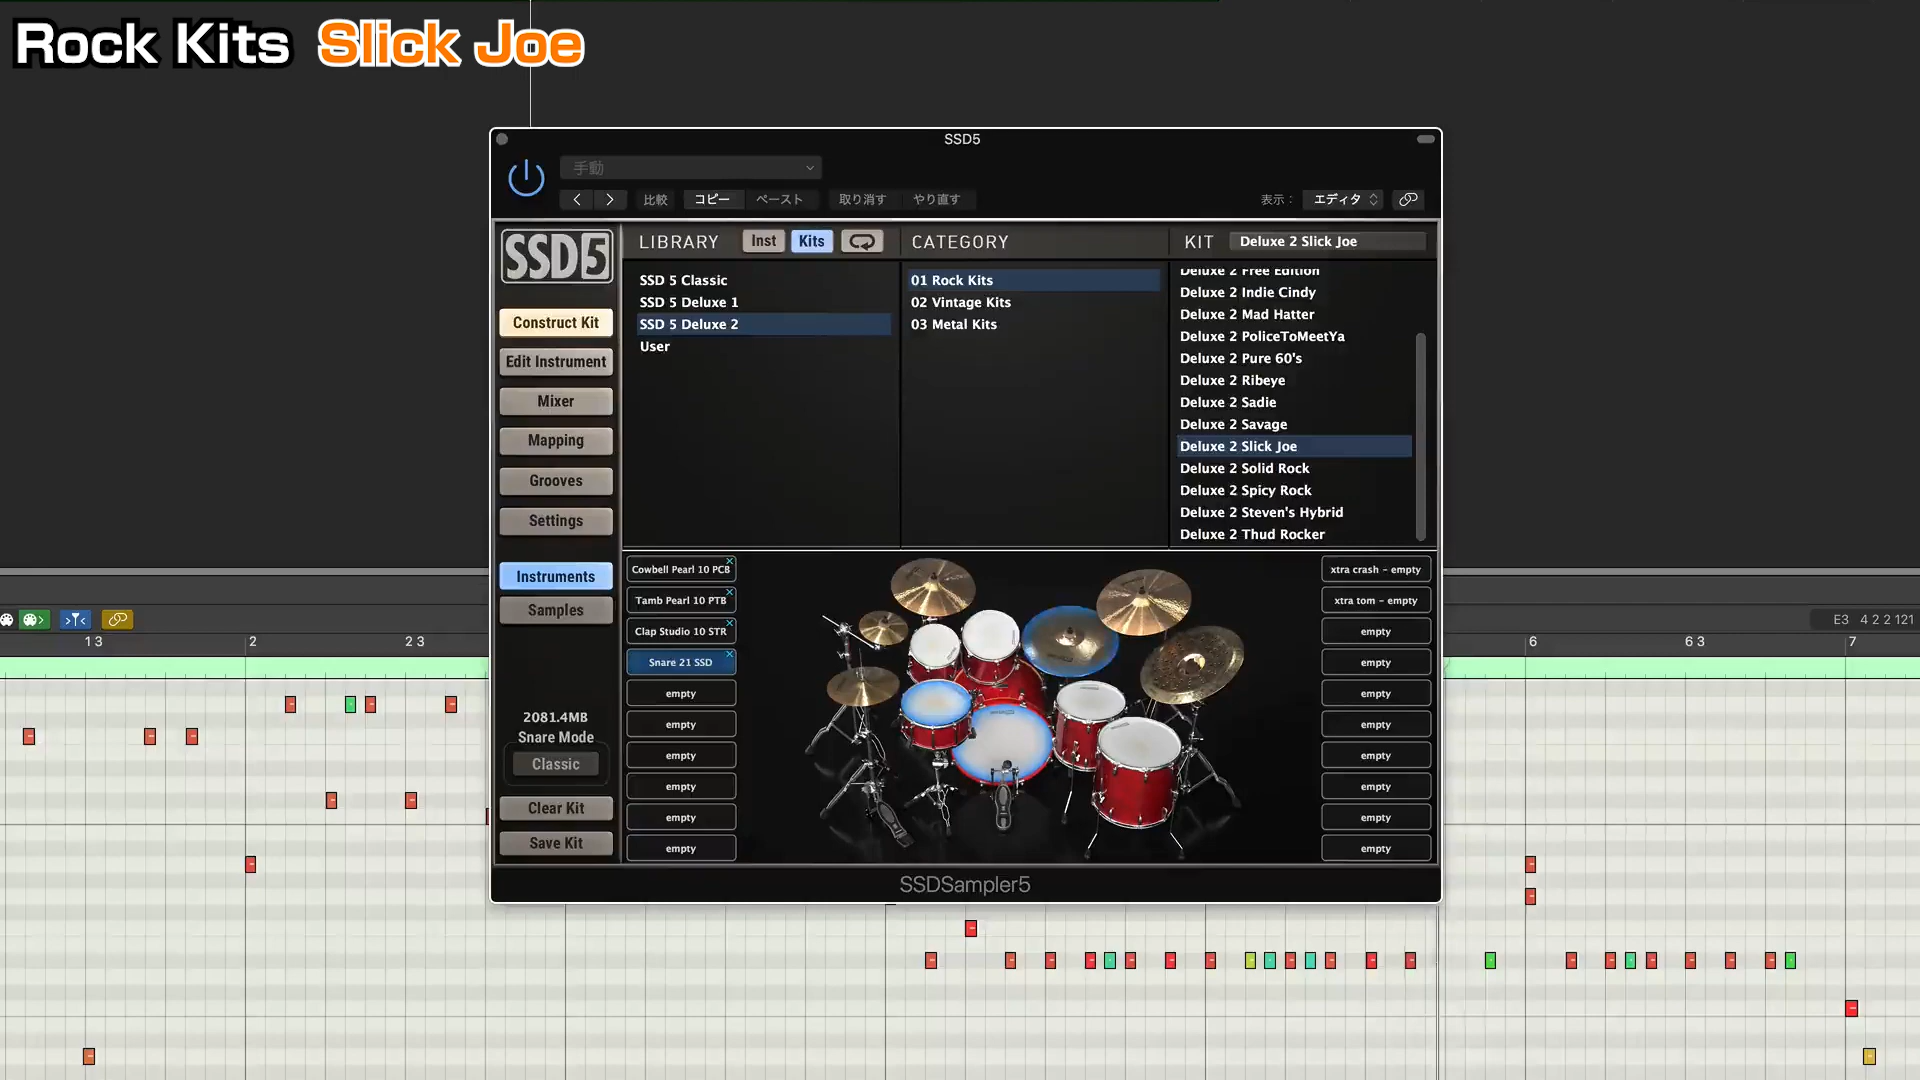 Rock Kits Slick Joe
SSD5
手動
比較 コピー ペースト 取り消す やり直す 表示： エディタ
SSD5
LIBRARY Inst Kits CATEGORY KIT Deluxe 2 Slick Joe
SSD 5 Classic
SSD 5 Deluxe 1
SSD 5 Deluxe 2
User
01 Rock Kits
02 Vintage Kits
03 Metal Kits
Deluxe 2 Free Edition
Deluxe 2 Indie Cindy
Deluxe 2 Mad Hatter
Deluxe 2 PoliceToMeetYa
Deluxe 2 Pure 60's
Deluxe 2 Ribeye
Deluxe 2 Sadie
Deluxe 2 Savage
Deluxe 2 Slick Joe
Deluxe 2 Solid Rock
Deluxe 2 Spicy Rock
Deluxe 2 Steven's Hybrid
Deluxe 2 Thud Rocker
Construct Kit
Edit Instrument
Mixer
Mapping
Grooves
Settings
Instruments
Samples
2081.4MB
Snare Mode
Classic
Clear Kit
Save Kit
Cowbell Pearl 10 PCB
Tamb Pearl 10 PTB
Clap Studio 10 STR
Snare 21 SSD
empty
empty
empty
empty
empty
empty
xtra crash - empty
xtra tom - empty
empty
empty
empty
empty
empty
empty
empty
empty
SSDSampler5
E3 4 2 2 121
1 3 2 2 3 6 6 3 7